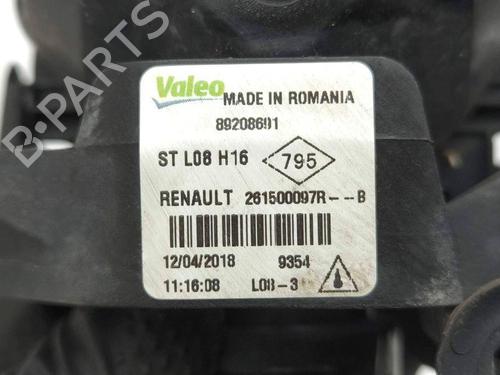 Valeo
MADE IN ROMANIA
89208691
ST L08 H16 795
RENAULT 261500097R---B
12/04/2018 9354
11:16:08 L08-3
B-PARTS